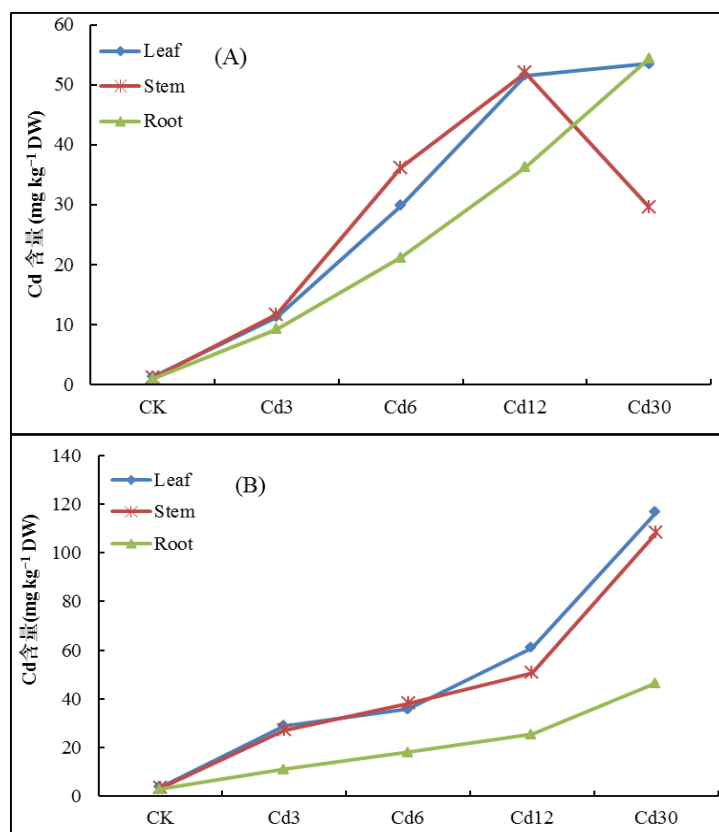 60
50
40
30
20
10
0
Cd 含量 (mg kg⁻¹ DW)
Leaf
Stem
Root
(A)
CK Cd3 Cd6 Cd12 Cd30
140
120
100
80
60
40
20
0
Cd含量(mg kg⁻¹ DW)
Leaf
Stem
Root
(B)
CK Cd3 Cd6 Cd12 Cd30